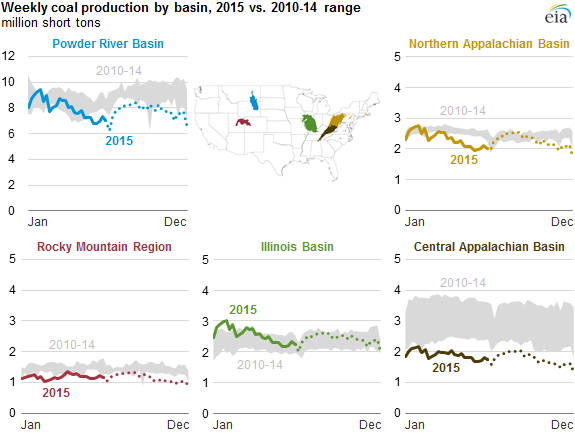 Weekly coal production by basin, 2015 vs. 2010-14 range
million short tons
eia
Powder River Basin
12
10
8
6
4
2
0
2010-14
2015
Jan
Dec
Northern Appalachian Basin
5
4
3
2
1
0
2010-14
2015
Jan
Dec
Rocky Mountain Region
5
4
3
2
1
0
2010-14
2015
Jan
Dec
Illinois Basin
5
4
3
2
1
0
2015
2010-14
Jan
Dec
Central Appalachian Basin
5
4
3
2
1
0
2010-14
2015
Jan
Dec